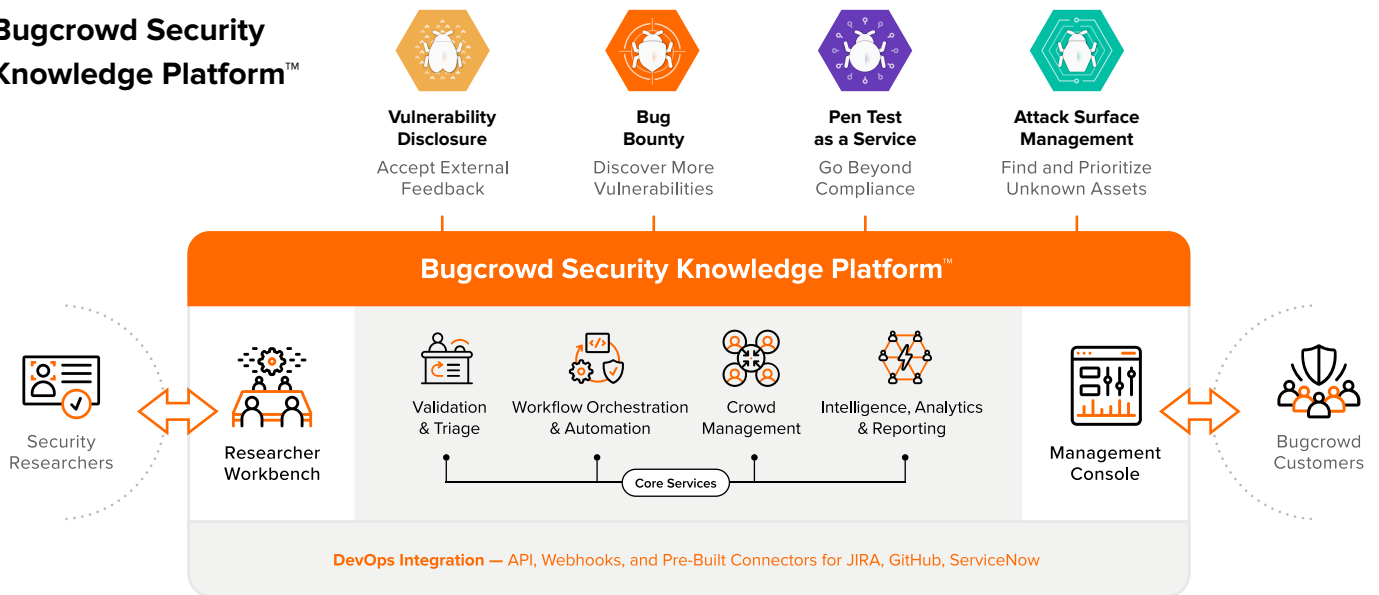 Bugcrowd Security
Knowledge Platform™
Vulnerability
Disclosure
Accept External
Feedback
Bug
Bounty
Discover More
Vulnerabilities
Pen Test
as a Service
Go Beyond
Compliance
Attack Surface
Management
Find and Prioritize
Unknown Assets
Bugcrowd Security Knowledge Platform™
Security
Researchers
Researcher
Workbench
Validation
& Triage
Workflow Orchestration
& Automation
Crowd
Management
Intelligence, Analytics
& Reporting
Core Services
Management
Console
Bugcrowd
Customers
DevOps Integration — API, Webhooks, and Pre-Built Connectors for JIRA, GitHub, ServiceNow